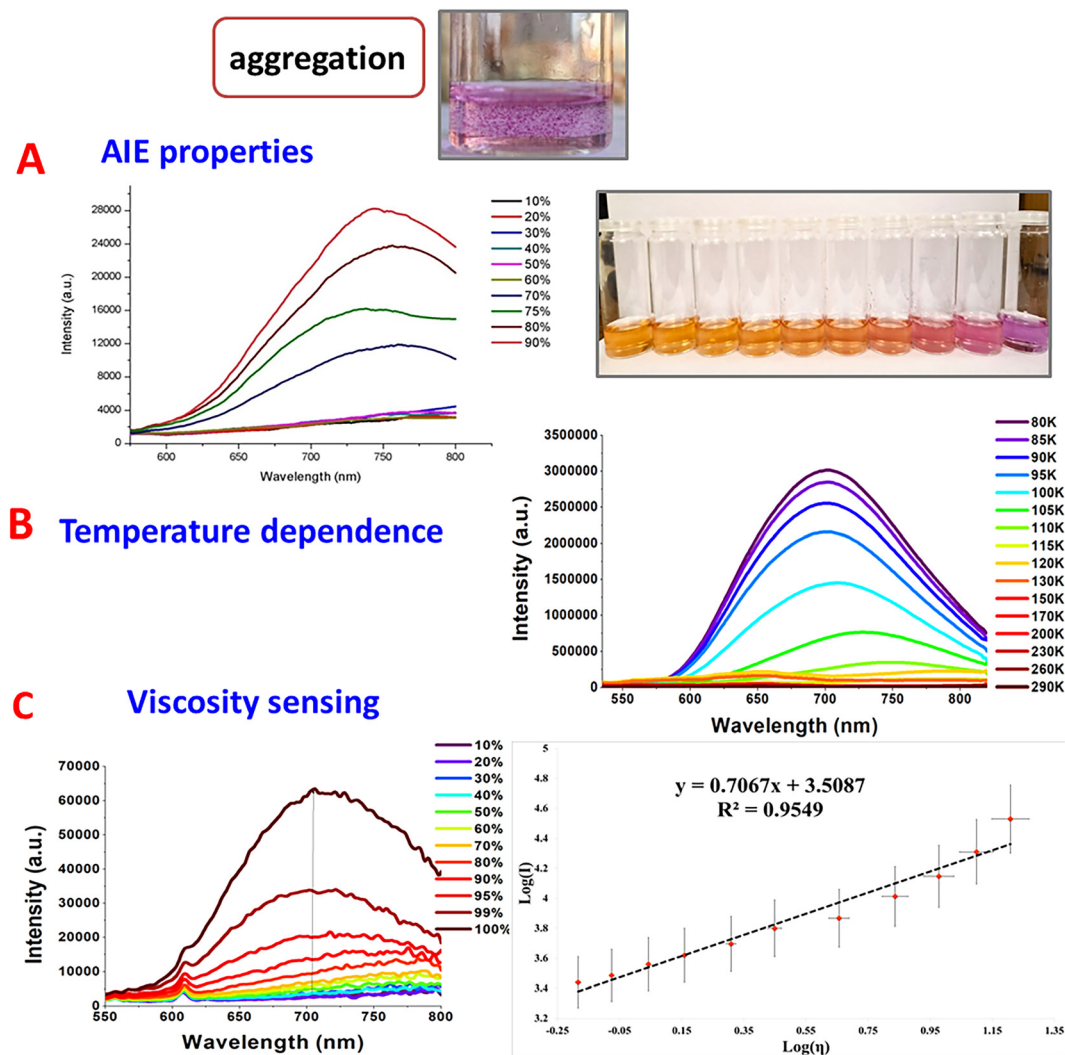 aggregation
A
AIE properties
28000
24000
20000
16000
12000
8000
4000
0
Intensity (a.u.)
600
650
700
750
800
Wavelength (nm)
10%
20%
30%
40%
50%
60%
70%
75%
80%
90%
B
Temperature dependence
3500000
3000000
2500000
2000000
1500000
1000000
500000
0
Intensity (a.u.)
550
600
650
700
750
800
Wavelength (nm)
80K
85K
90K
95K
100K
105K
110K
115K
120K
130K
150K
170K
200K
230K
260K
290K
C
Viscosity sensing
70000
60000
50000
40000
30000
20000
10000
0
Intensity (a.u.)
550
600
650
700
750
800
Wavelength (nm)
10%
20%
30%
40%
50%
60%
70%
80%
90%
95%
99%
100%
y = 0.7067x + 3.5087
R² = 0.9549
5
4.8
4.6
4.4
4.2
4
3.8
3.6
3.4
3.2
Log(I)
-0.25
-0.05
0.15
0.35
0.55
0.75
0.95
1.15
1.35
Log(η)